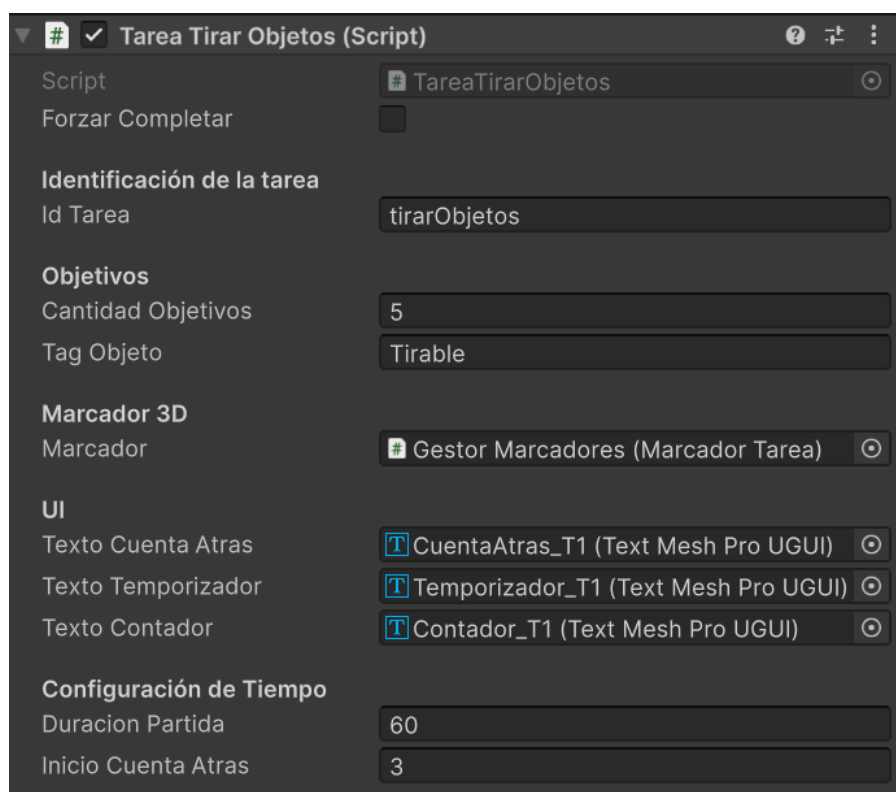 Tarea Tirar Objetos (Script)
Script TareaTirarObjetos
Forzar Completar
Identificación de la tarea
Id Tarea tirarObjetos
Objetivos
Cantidad Objetivos 5
Tag Objeto Tirable
Marcador 3D
Marcador Gestor Marcadores (Marcador Tarea)
UI
Texto Cuenta Atras CuentaAtras_T1 (Text Mesh Pro UGUI)
Texto Temporizador Temporizador_T1 (Text Mesh Pro UGUI)
Texto Contador Contador_T1 (Text Mesh Pro UGUI)
Configuración de Tiempo
Duracion Partida 60
Inicio Cuenta Atras 3